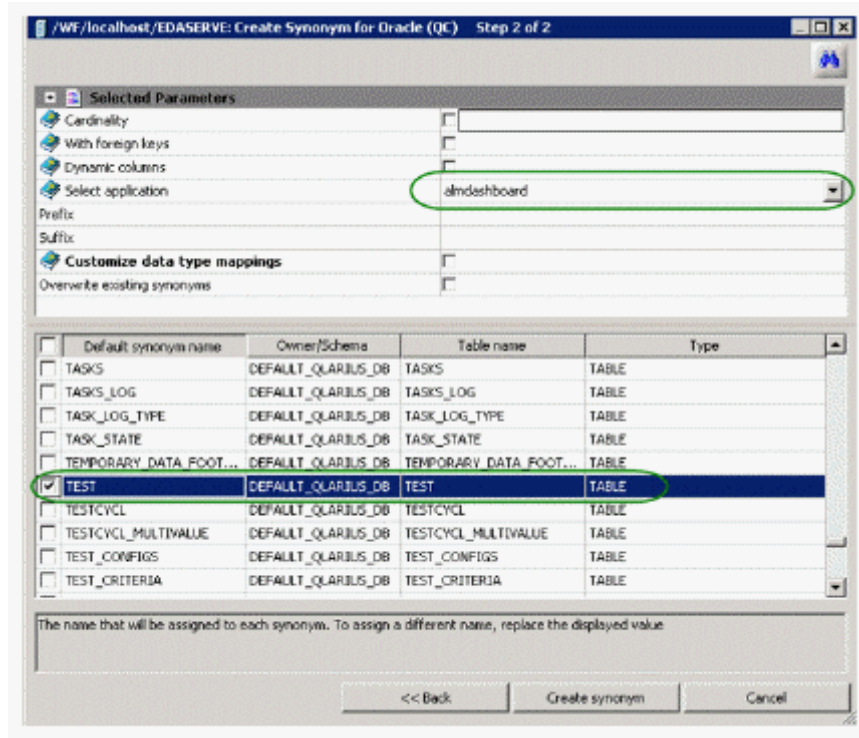 /WF/localhost/EDASERVE: Create Synonym for Oracle (QC) Step 2 of 2
Selected Parameters
Cardinality
With foreign keys
Dynamic columns
Select application almdashboard
Prefix
Suffix
Customize data type mappings
Overwrite existing synonyms
Default synonym name Owner/Schema Table name Type
TASKS DEFAULT_QLARIUS_DB TASKS TABLE
TASKS_LOG DEFAULT_QLARIUS_DB TASKS_LOG TABLE
TASK_LOG_TYPE DEFAULT_QLARIUS_DB TASK_LOG_TYPE TABLE
TASK_STATE DEFAULT_QLARIUS_DB TASK_STATE TABLE
TEMPORARY_DATA_FOOT... DEFAULT_QLARIUS_DB TEMPORARY_DATA_FOOT... TABLE
TEST DEFAULT_QLARIUS_DB TEST TABLE
TESTCYCL DEFAULT_QLARIUS_DB TESTCYCL TABLE
TESTCYCL_MULTIVALUE DEFAULT_QLARIUS_DB TESTCYCL_MULTIVALUE TABLE
TEST_CONFIGS DEFAULT_QLARIUS_DB TEST_CONFIGS TABLE
TEST_CRITERIA DEFAULT_QLARIUS_DB TEST_CRITERIA TABLE
The name that will be assigned to each synonym. To assign a different name, replace the displayed value
<< Back Create synonym Cancel